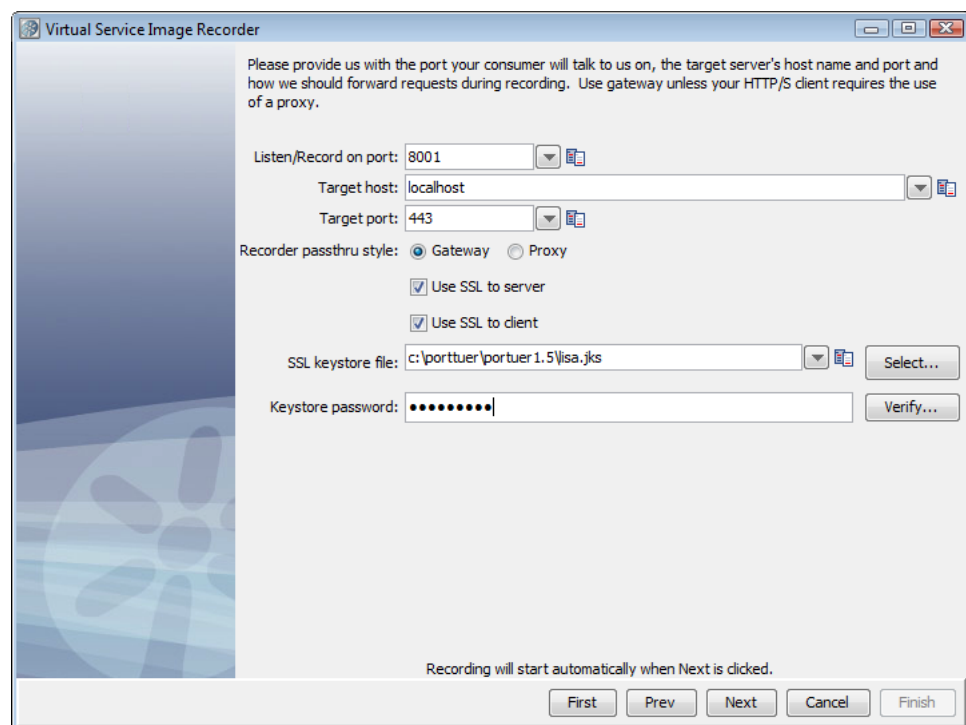 Virtual Service Image Recorder
Please provide us with the port your consumer will talk to us on, the target server's host name and port and
how we should forward requests during recording. Use gateway unless your HTTP/S client requires the use
of a proxy.
Listen/Record on port: 8001
Target host: localhost
Target port: 443
Recorder passthru style: Gateway Proxy
Use SSL to server
Use SSL to client
SSL keystore file: c:\porttuer\portuer1.5\lisa.jks Select...
Keystore password: ●●●●●●●●● Verify...
Recording will start automatically when Next is clicked.
First Prev Next Cancel Finish